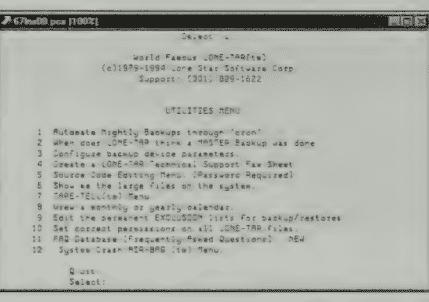 67mm08.pcx [100%]
Select a
World Famous LONE-TAR(tm)
(c)1979-1994 Lone Star Software Corp
Support: (301) 829-1622
UTILITIES MENU
1 Automate Nightly Backups through 'cron'
2 When does LONE-TAR think a MASTER Backup was done
3 Configure backup device parameters.
4 Create a LONE-TAR Technical Support Fax Sheet
5 Source Code Editing Menu. (Password Required)
6 Show me the large files on the system.
7 TAPE-TELL(tm) Menu
8 View a monthly or yearly calendar.
9 Edit the permanent EXCLUSION lists for backup/restores
10 Set correct permissions on all LONE-TAR files.
11 FAQ Database (Frequently Asked Questions) NEW
12 System Crash AIR-BAG (tm) Menu.
Q uit
Select: